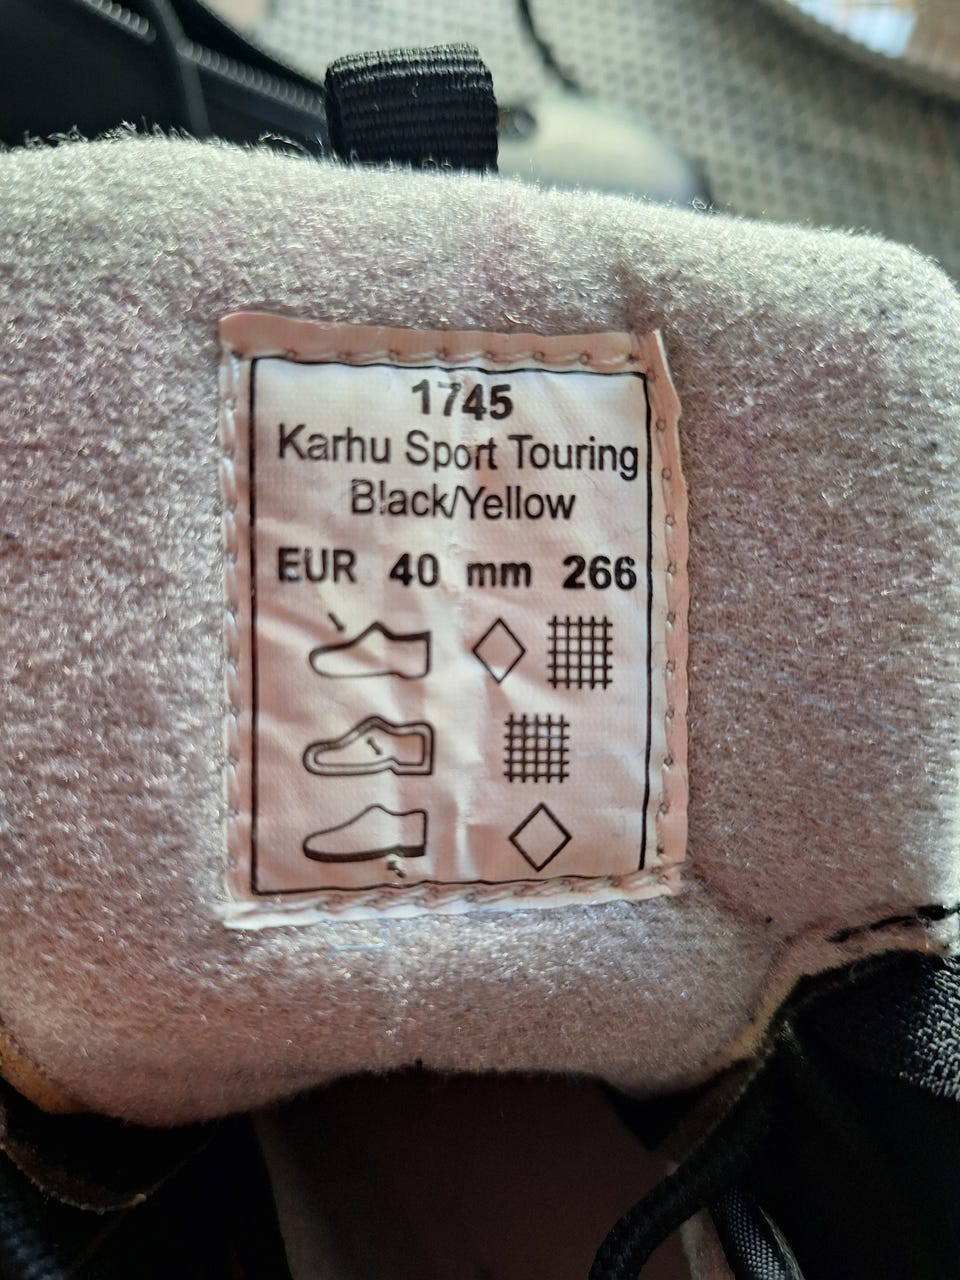 1745
Karhu Sport Touring
Black/Yellow
EUR 40 mm 266